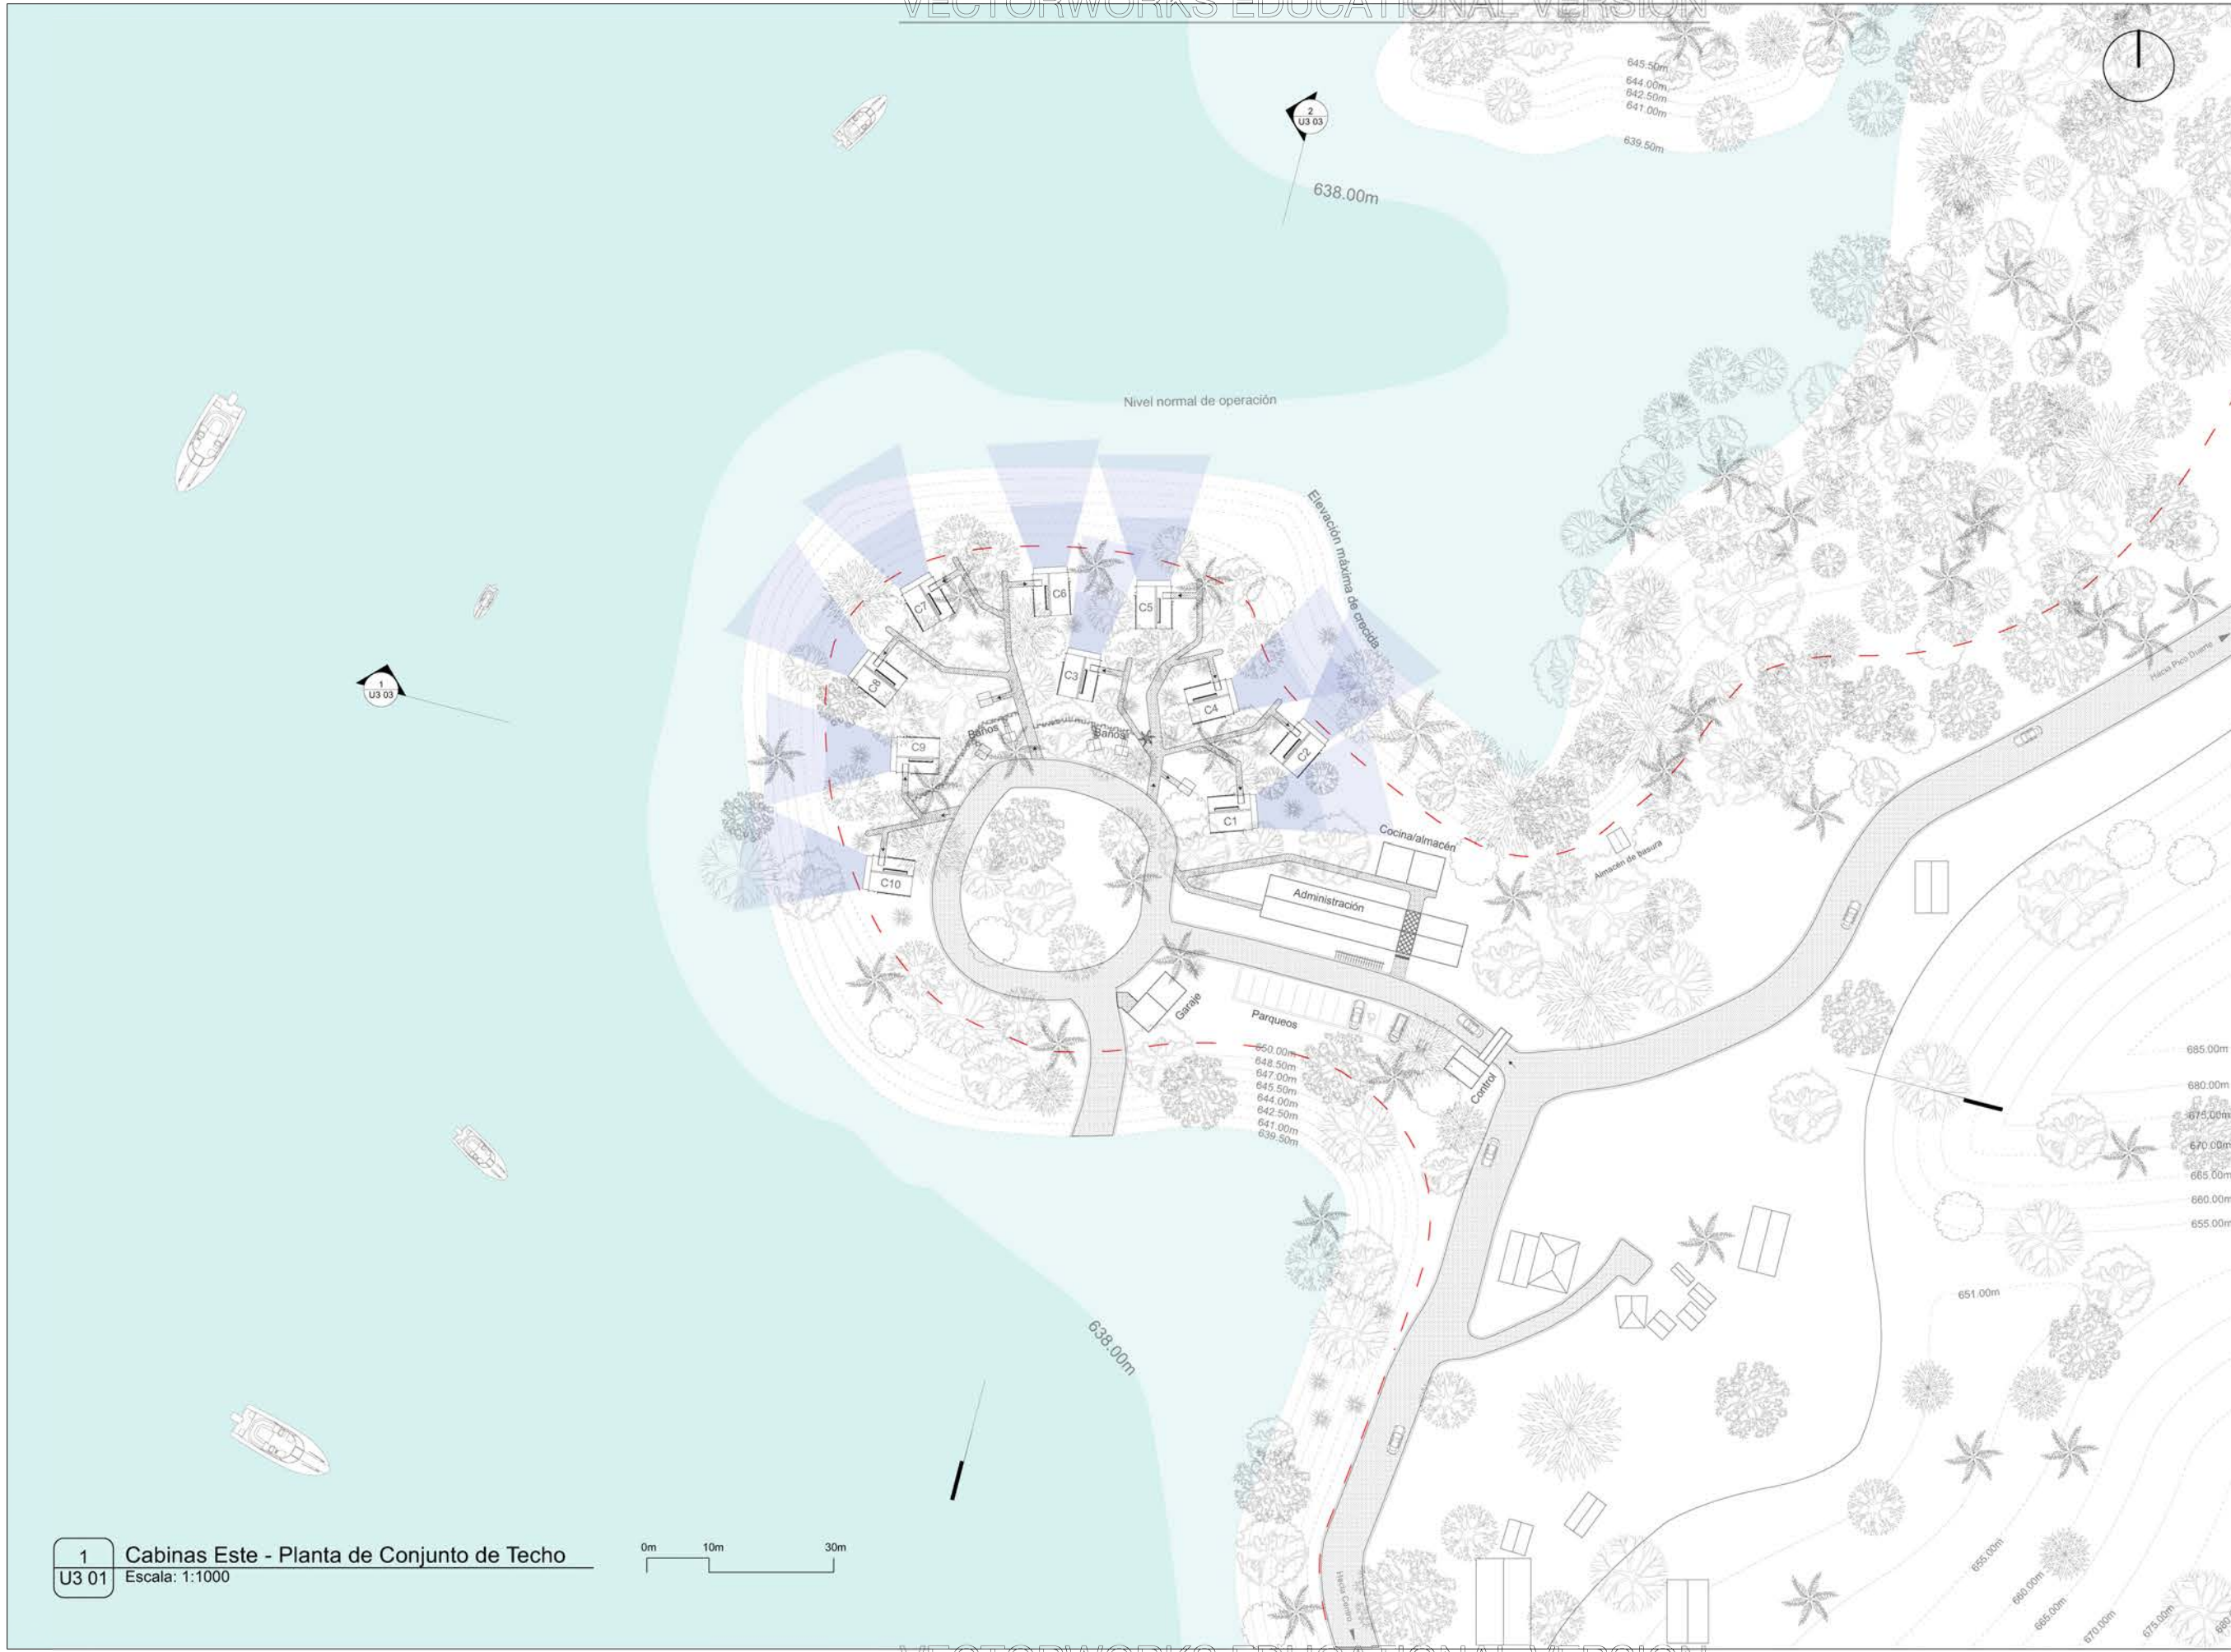 VECTORWORKS EDUCATIONAL VERSION
645.50m
644.00m
642.50m
641.00m
639.50m
2
U3 03
638.00m
Nivel normal de operación
Elevación máxima de crecida
C7
C6
C5
C8
C3
C4
C2
C9
C1
C10
Baños
Baños
1
U3 03
Hacia Pico Duarte
Cocina/almacén
Almacén de basura
Administración
Garaje
Parqueos
Control
650.00m
648.50m
647.00m
645.50m
644.00m
642.50m
641.00m
639.50m
685.00m
680.00m
675.00m
670.00m
665.00m
660.00m
655.00m
651.00m
638.00m
655.00m
660.00m
665.00m
670.00m
675.00m
Hacia Centro
1
U3 01
Cabinas Este - Planta de Conjunto de Techo
Escala: 1:1000
0m
10m
30m
VECTORWORKS EDUCATIONAL VERSION